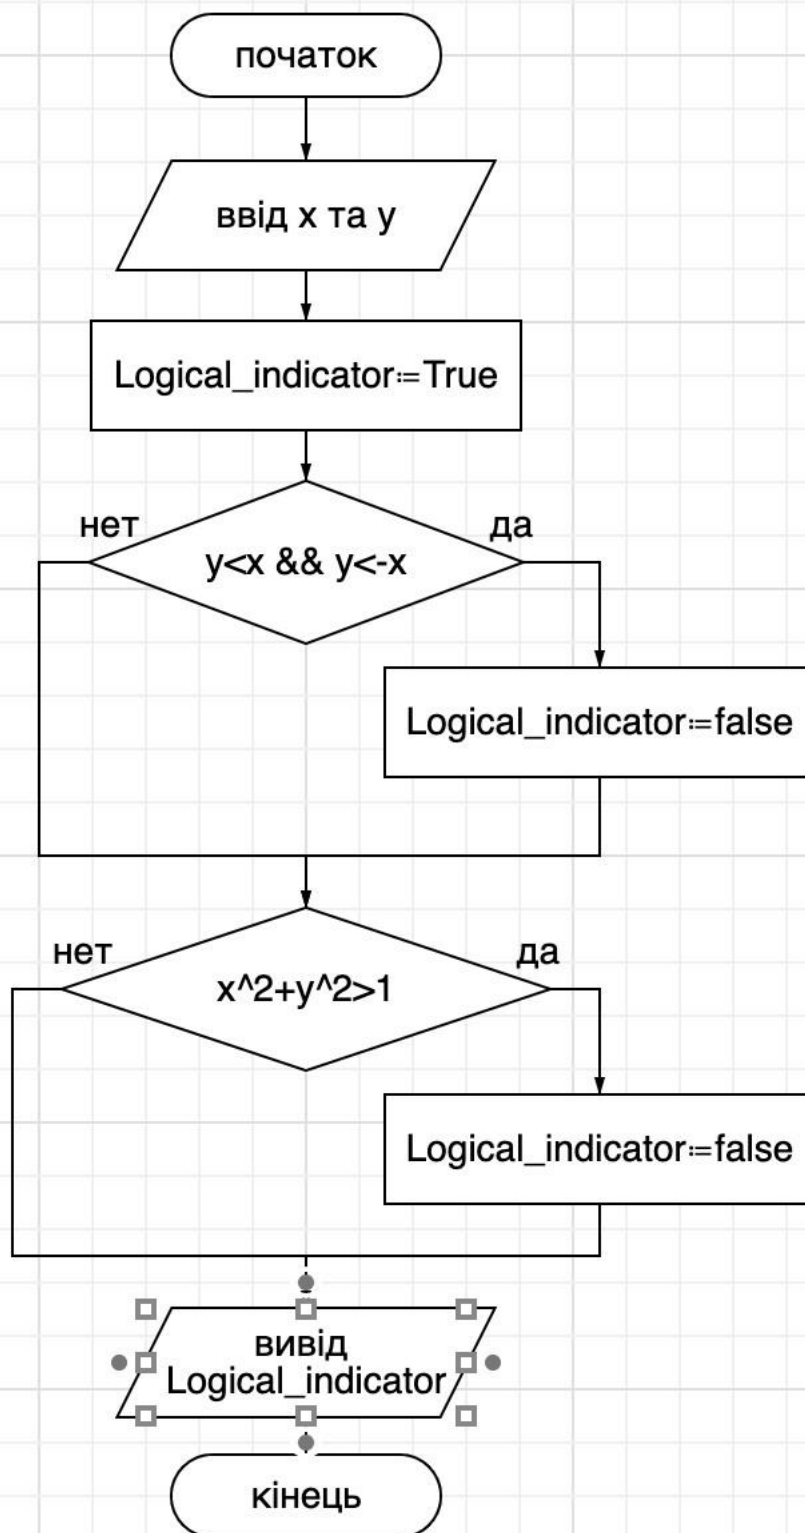 початок
ввід x та y
Logical_indicator:=True
нет
да
y<x && y<-x
Logical_indicator:=false
нет
да
x^2+y^2>1
Logical_indicator:=false
вивід
Logical_indicator
кінець